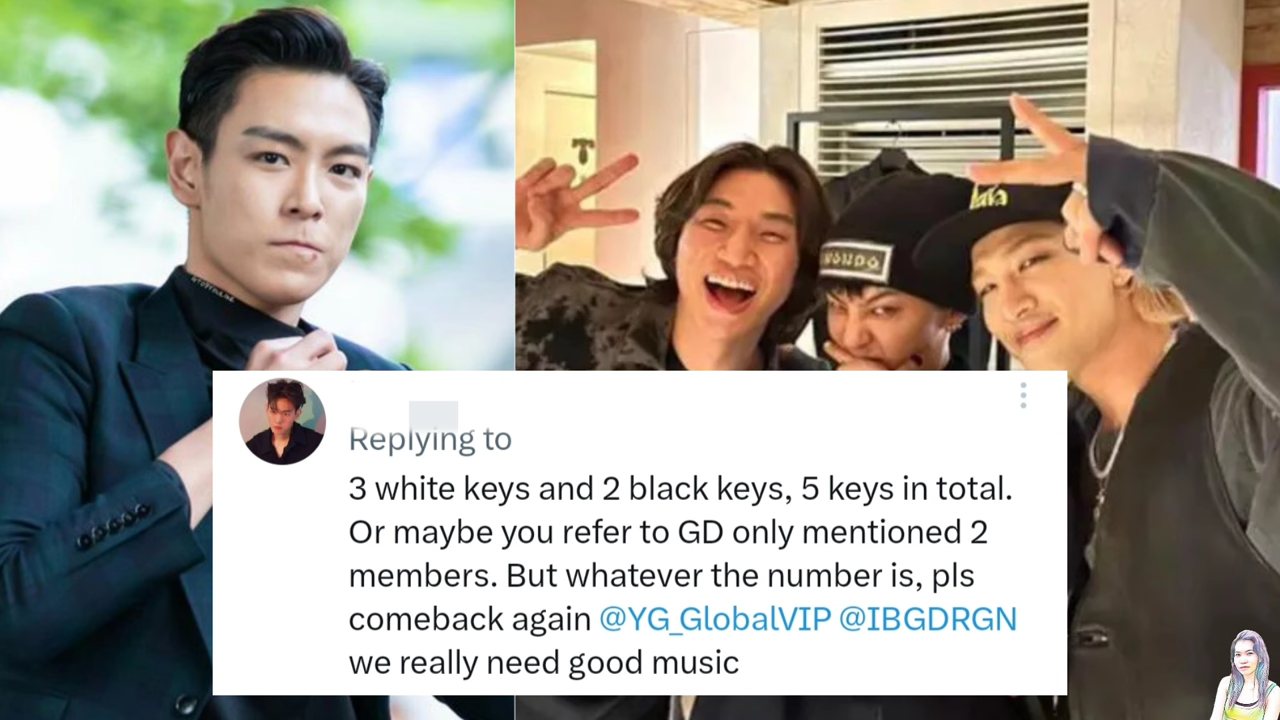 Replying to
3 white keys and 2 black keys, 5 keys in total.
Or maybe you refer to GD only mentioned 2
members. But whatever the number is, pls
comeback again @YG_GlobalVIP @IBGDRGN
we really need good music